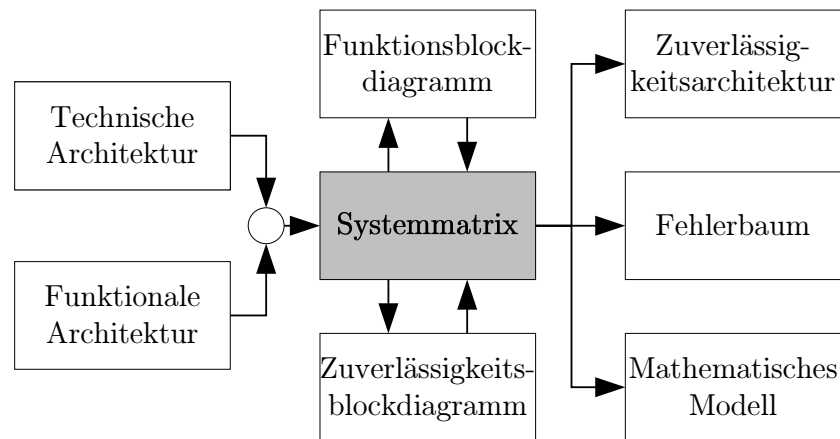 Technische
Architektur
Funktionale
Architektur
Funktionsblock-
diagramm
Systemmatrix
Zuverlässigkeits-
blockdiagramm
Zuverlässig-
keitsarchitektur
Fehlerbaum
Mathematisches
Modell